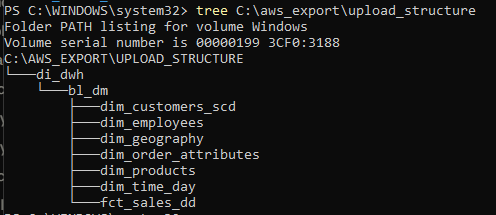 PS C:\WINDOWS\system32> tree C:\aws_export\upload_structure
Folder PATH listing for volume Windows
Volume serial number is 00000199 3CF0:3188
C:\AWS_EXPORT\UPLOAD_STRUCTURE
└───di_dwh
    └───bl_dm
        ├───dim_customers_scd
        ├───dim_employees
        ├───dim_geography
        ├───dim_order_attributes
        ├───dim_products
        ├───dim_time_day
        └───fct_sales_dd